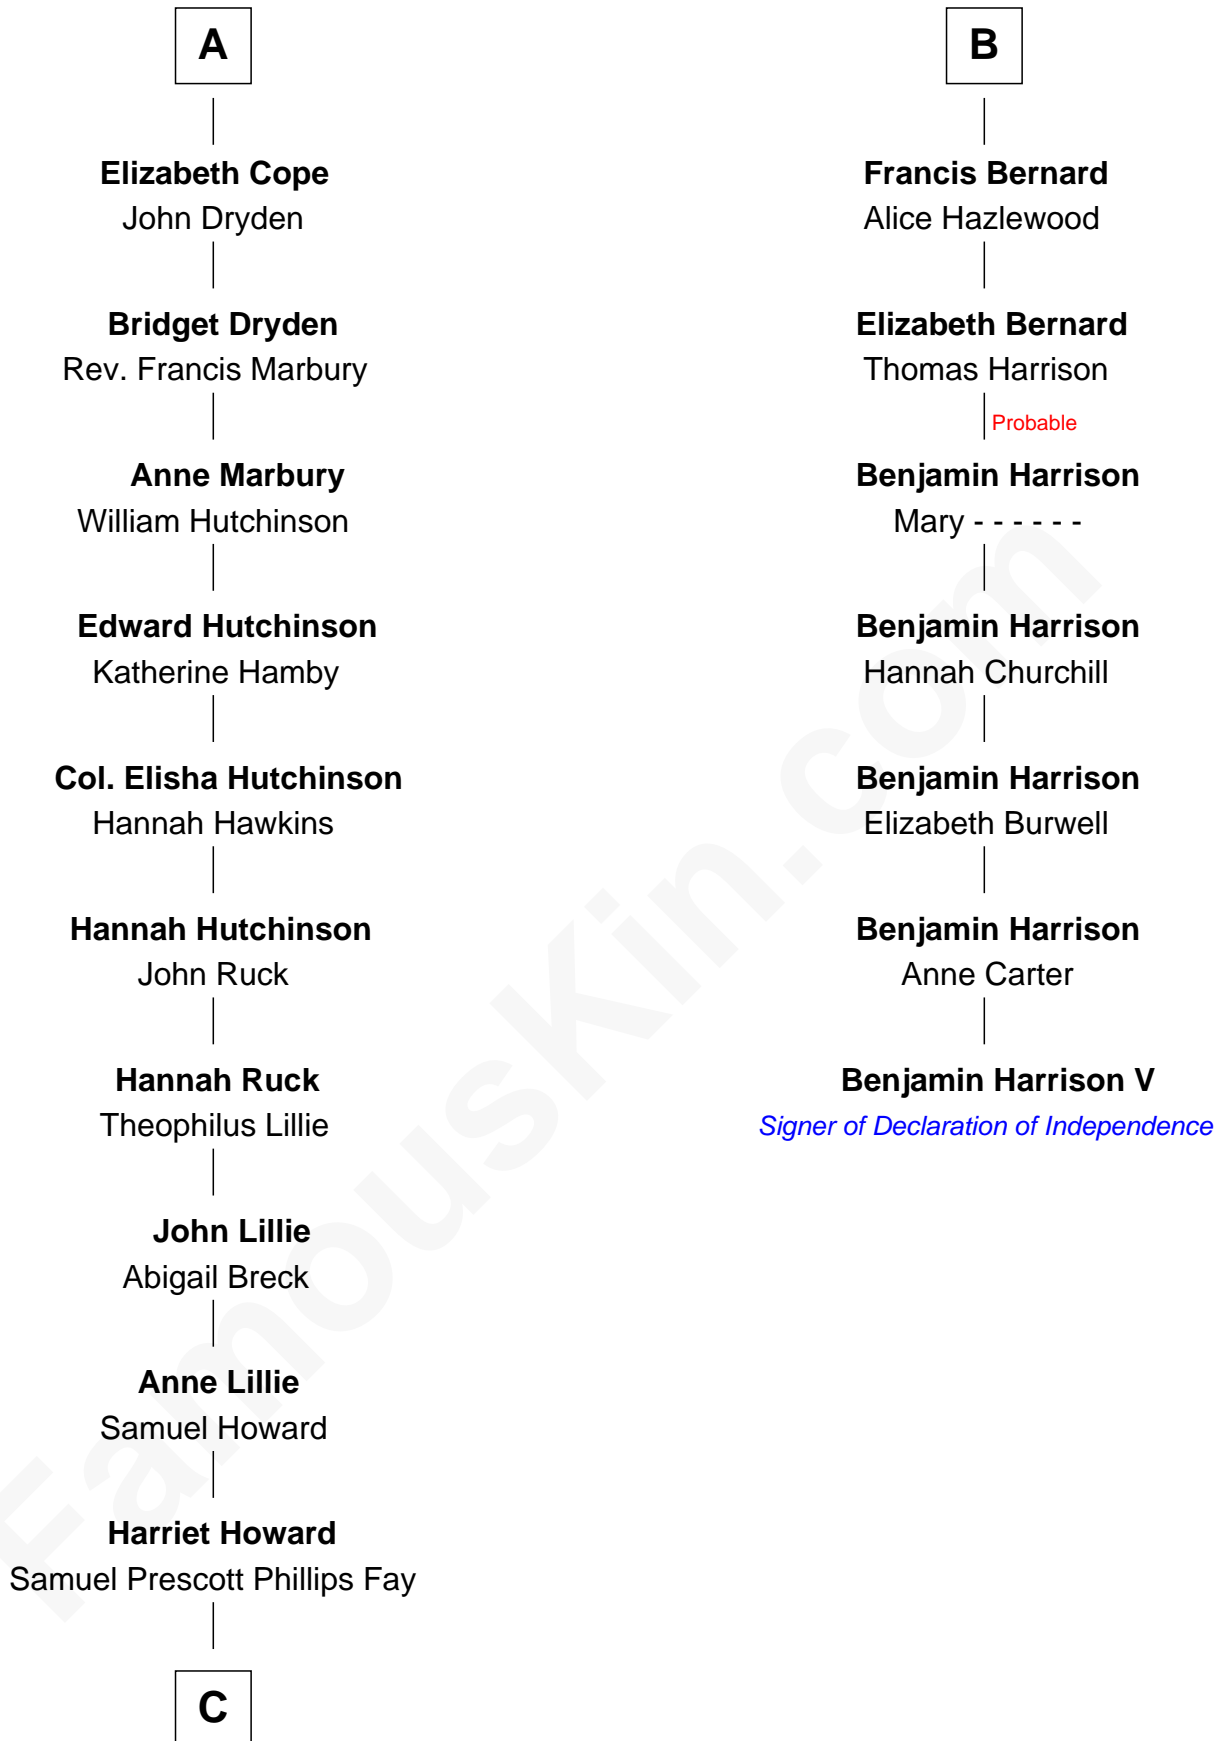 A
Elizabeth Cope
John Dryden
Bridget Dryden
Rev. Francis Marbury
Anne Marbury
William Hutchinson
Edward Hutchinson
Katherine Hamby
Col. Elisha Hutchinson
Hannah Hawkins
Hannah Hutchinson
John Ruck
Hannah Ruck
Theophilus Lillie
John Lillie
Abigail Breck
Anne Lillie
Samuel Howard
Harriet Howard
Samuel Prescott Phillips Fay
C
B
Francis Bernard
Alice Hazlewood
Elizabeth Bernard
Thomas Harrison
Probable
Benjamin Harrison
Mary - - - - - -
Benjamin Harrison
Hannah Churchill
Benjamin Harrison
Elizabeth Burwell
Benjamin Harrison
Anne Carter
Benjamin Harrison V
Signer of Declaration of Independence
FamousKin.com